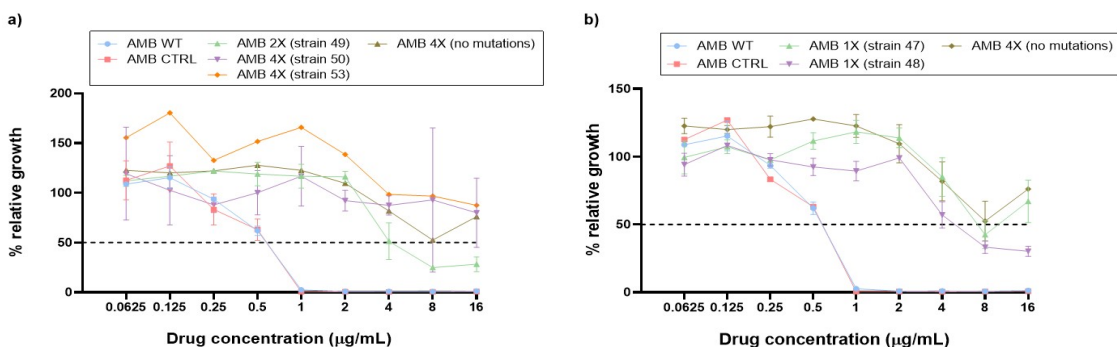 a)
AMB WT
AMB 2X (strain 49)
AMB 4X (no mutations)
AMB CTRL
AMB 4X (strain 50)
AMB 4X (strain 53)
200
150
100
50
0
% relative growth
0.0625 0.125 0.25 0.5 1 2 4 8 16
Drug concentration (µg/mL)
b)
AMB WT
AMB 1X (strain 47)
AMB 4X (no mutations)
AMB CTRL
AMB 1X (strain 48)
150
100
50
0
% relative growth
0.0625 0.125 0.25 0.5 1 2 4 8 16
Drug concentration (µg/mL)